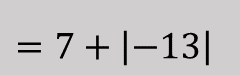 = 7 + |−13|